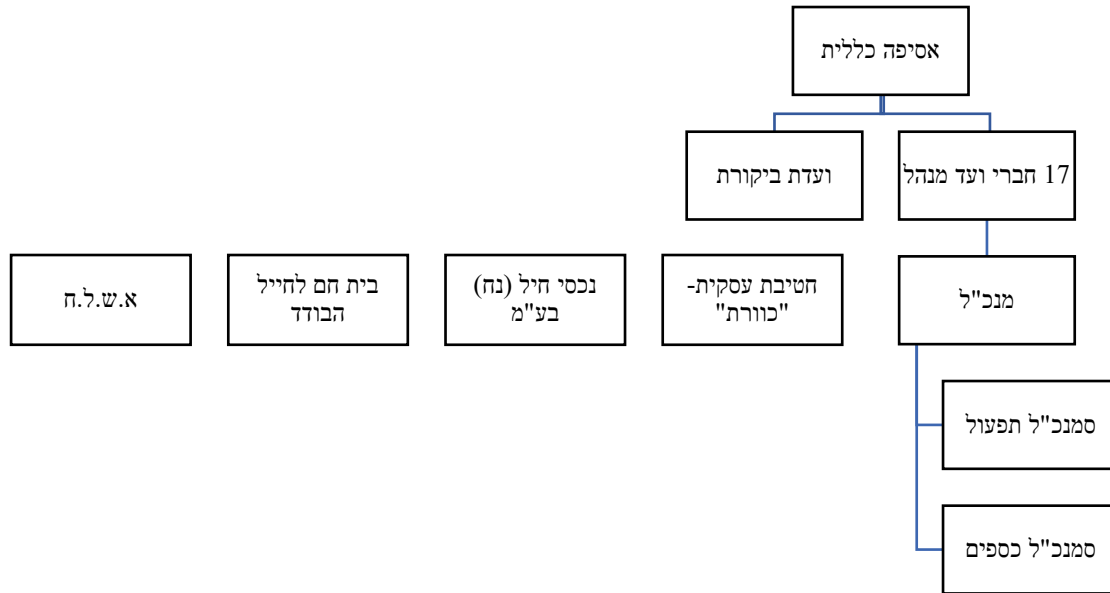 אסיפה כללית
17 חברי ועד מנהל
ועדת ביקורת
מנכ"ל
חטיבת עסקית-
"כוורת"
נכסי חיל (נח)
בע"מ
בית חם לחייל
הבודד
א.ש.ל.ח
סמנכ"ל תפעול
סמנכ"ל כספים